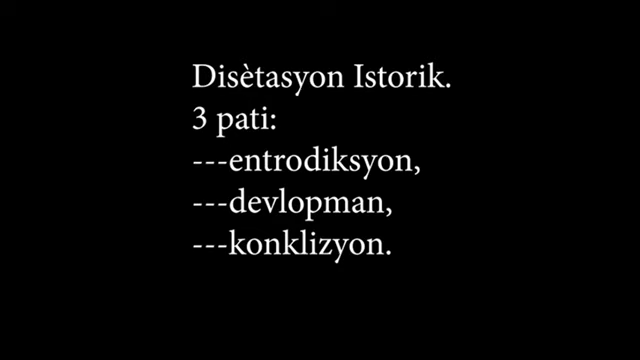 Disètasyon Istorik.
3 pati:
---entrodiksyon,
---devlopman,
---konklizyon.